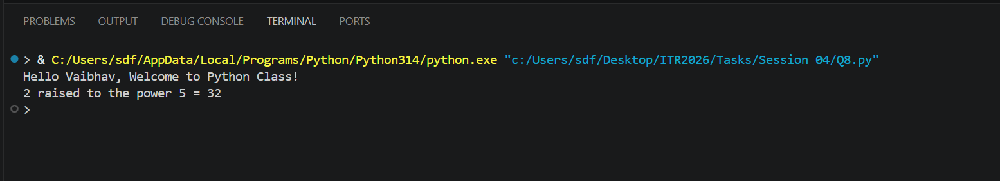 PROBLEMS OUTPUT DEBUG CONSOLE TERMINAL PORTS
> & C:/Users/sdf/AppData/Local/Programs/Python/Python314/python.exe "c:/Users/sdf/Desktop/ITR2026/Tasks/Session 04/Q8.py"
Hello Vaibhav, Welcome to Python Class!
2 raised to the power 5 = 32
>